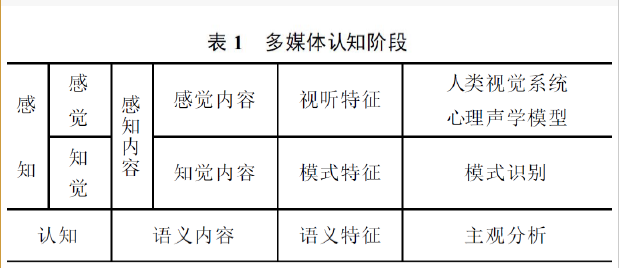 表 1 多媒体认知阶段
感知 感觉 感知内容 感觉内容 视听特征 人类视觉系统
心理声学模型
知觉 知觉内容 模式特征 模式识别
认知 语义内容 语义特征 主观分析